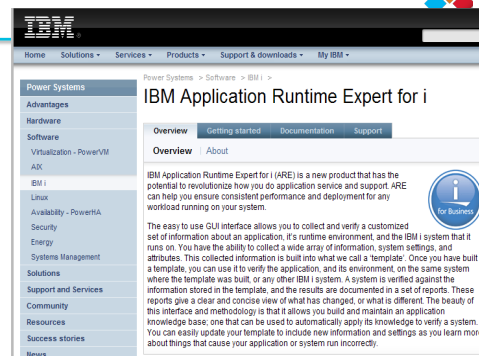 IBM
Home Solutions Services Products Support & downloads My IBM
Power Systems > Software > IBM i >
IBM Application Runtime Expert for i
Power Systems
Advantages
Hardware
Software
Virtualization - PowerVM
AIX
IBM i
Linux
Availability - PowerHA
Security
Energy
Systems Management
Solutions
Support and Services
Community
Resources
Success stories
News
Overview Getting started Documentation Support
Overview | About
IBM Application Runtime Expert for i (ARE) is a new product that has the
potential to revolutionize how you do application service and support. ARE
can help you ensure consistent performance and deployment for any
workload running on your system.
i
for Business
The easy to use GUI interface allows you to collect and verify a customized
set of information about an application, it's runtime environment, and the IBM i system that it
runs on. You have the ability to collect a wide array of information, system settings, and
attributes. This collected information is built into what we call a 'template'. Once you have built
a template, you can use it to verify the application, and its environment, on the same system
where the template was built, or any other IBM i system. A system is verified against the
information stored in the template, and the results are documented in a set of reports. These
reports give a clear and concise view of what has changed, or what is different. The beauty of
this interface and methodology is that it allows you build and maintain an application
knowledge base; one that can be used to automatically apply its knowledge to verify a system.
You can easily update your template to include new information and settings as you learn more
about things that cause your application or system run incorrectly.